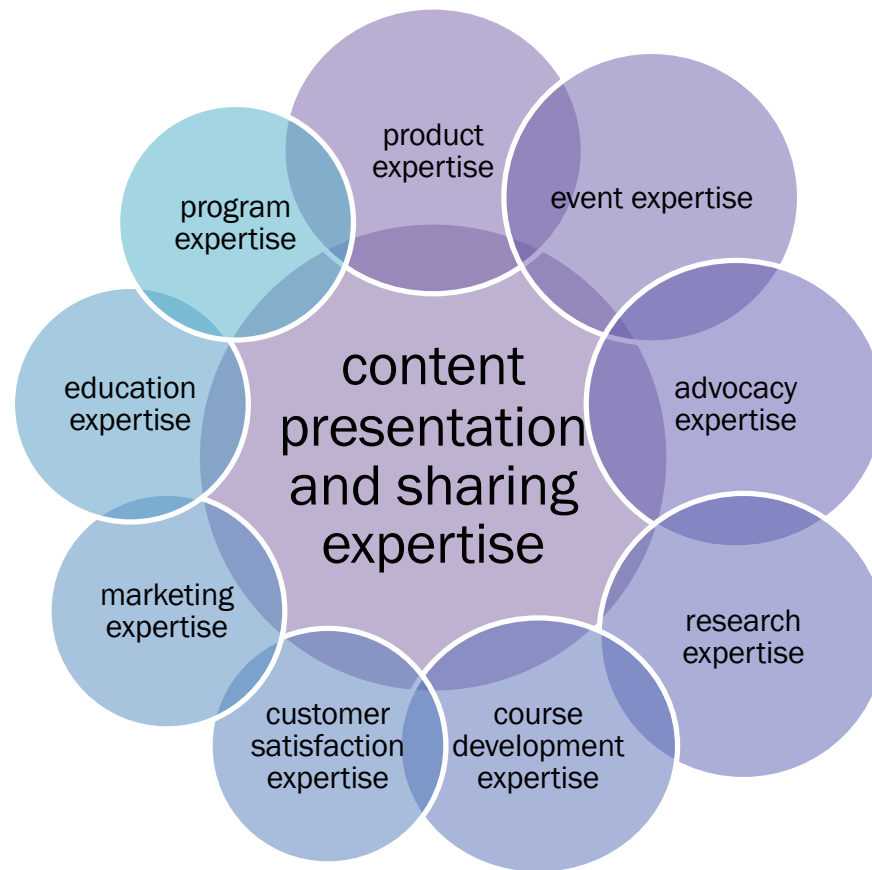 product
expertise
event expertise
program
expertise
content
presentation
and sharing
expertise
education
expertise
advocacy
expertise
marketing
expertise
research
expertise
customer
satisfaction
expertise
course
development
expertise